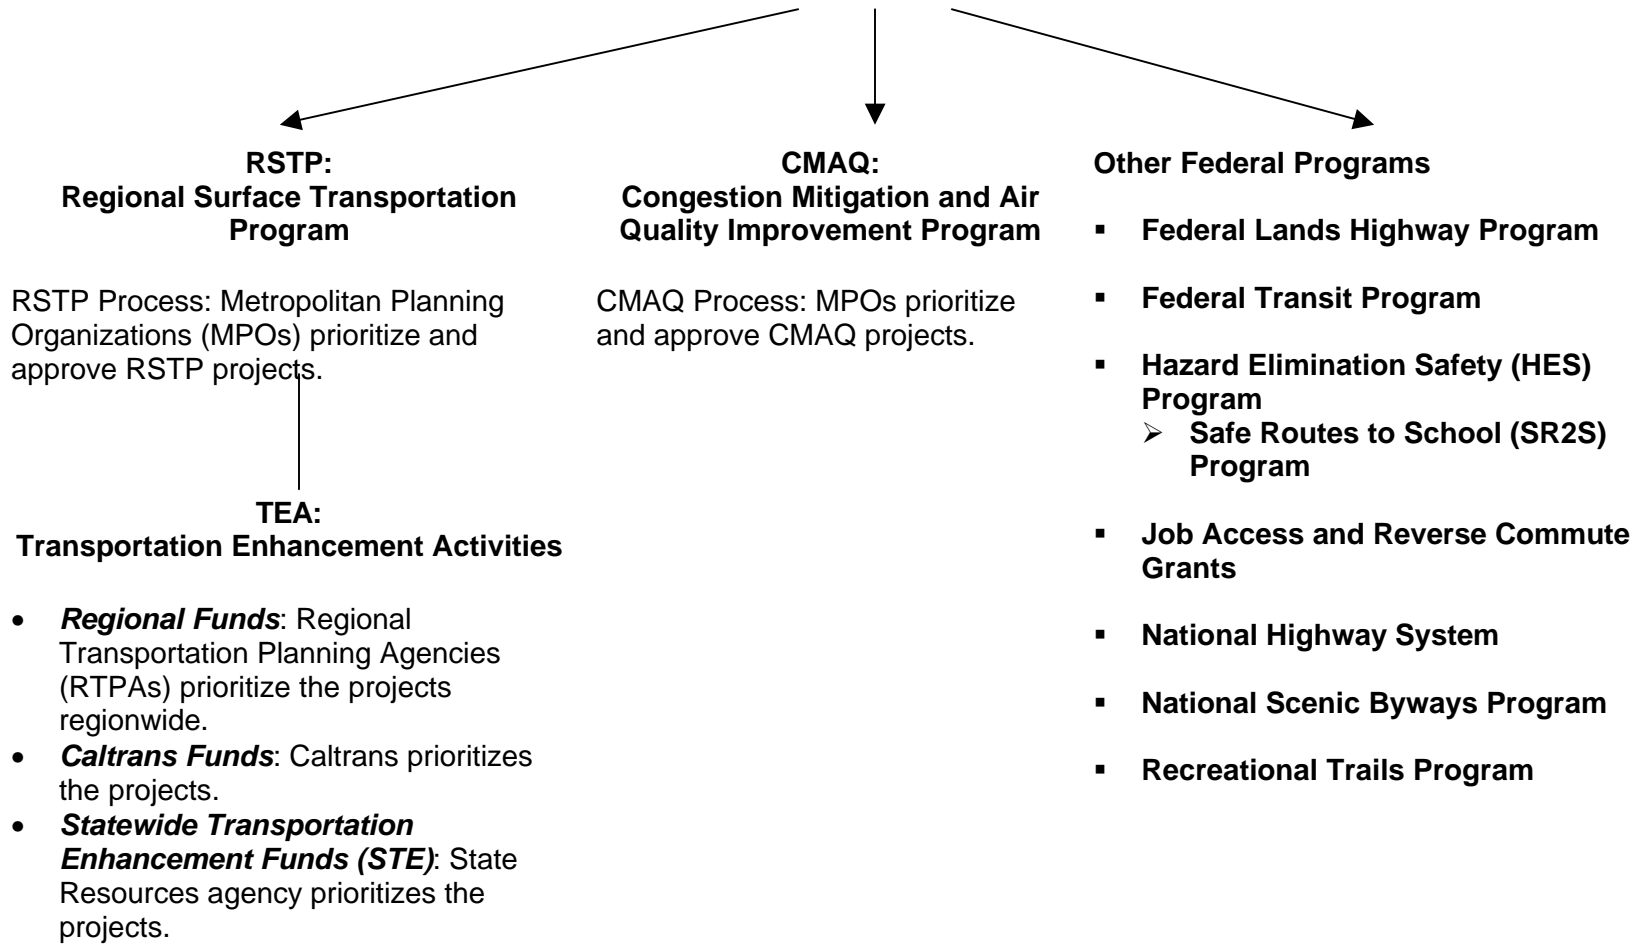 RSTP:
Regional Surface Transportation
Program
RSTP Process: Metropolitan Planning
Organizations (MPOs) prioritize and
approve RSTP projects.
TEA:
Transportation Enhancement Activities
• Regional Funds: Regional
Transportation Planning Agencies
(RTPAs) prioritize the projects
regionwide.
• Caltrans Funds: Caltrans prioritizes
the projects.
• Statewide Transportation
Enhancement Funds (STE): State
Resources agency prioritizes the
projects.
CMAQ:
Congestion Mitigation and Air
Quality Improvement Program
CMAQ Process: MPOs prioritize
and approve CMAQ projects.
Other Federal Programs
▪ Federal Lands Highway Program
▪ Federal Transit Program
▪ Hazard Elimination Safety (HES)
Program
➢ Safe Routes to School (SR2S)
Program
▪ Job Access and Reverse Commute
Grants
▪ National Highway System
▪ National Scenic Byways Program
▪ Recreational Trails Program